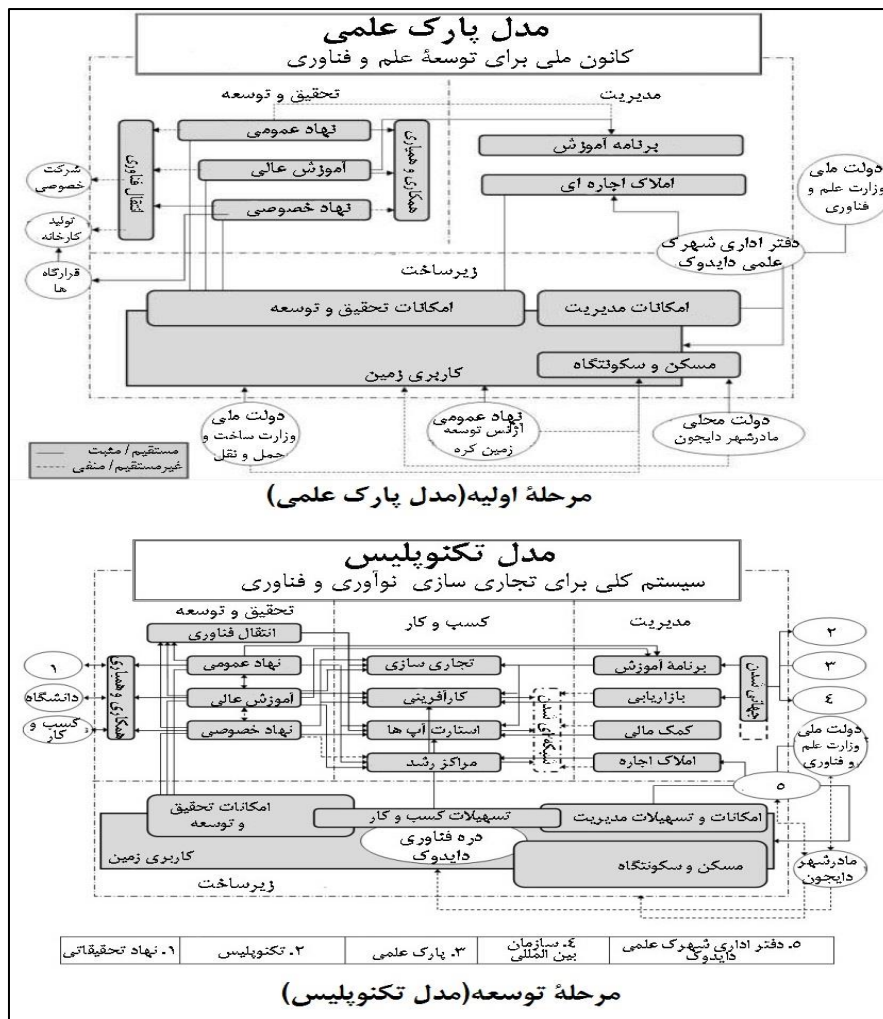 مدل پارک علمی
کانون ملی برای توسعهٔ علم و فناوری
تحقیق و توسعه
مدیریت
نهاد عمومی
آموزش عالی
نهاد خصوصی
انتقال فناوری
همکاری و همیاری
برنامه آموزش
املاک اجاره ای
شرکت
خصوصی
تولید
کارخانه
قرارگاه
ها
دولت ملی
وزارت علم و
فناوری
دفتر اداری شهرک
علمی دایدوک
زیرساخت
امکانات تحقیق و توسعه
امکانات مدیریت
مسکن و سکونتگاه
کاربری زمین
دولت ملی
وزارت ساخت و
حمل و نقل
نهاد عمومی
آژانس توسعه
زمین کره
دولت محلی
مادرشهر دایجون
مستقیم / مثبت
غیرمستقیم/ منفی
مرحلهٔ اولیه(مدل پارک علمی)
مدل تکنوپلیس
سیستم کلی برای تجاری سازی نوآوری و فناوری
تحقیق و توسعه
کسب و کار
مدیریت
انتقال فناوری
نهاد عمومی
آموزش عالی
نهاد خصوصی
همکاری و همیاری
۱
دانشگاه
کسب و
کار
تجاری سازی
کارآفرینی
استارت آپ ها
مراکز رشد
شبکه ای شدن
برنامهٔ آموزش
بازاریابی
کمک مالی
املاک اجاره
جهانی شدن
۲
۳
٤
دولت ملی
وزارت علم
و فناوری
۵
امکانات تحقیق
و توسعه
تسهیلات کسب و کار
امکانات و تسهیلات مدیریت
دره فناوری
دایدوک
کاربری زمین
مسکن و سکونتگاه
مادرشهر
دایجون
زیرساخت
۱. نهاد تحقیقاتی
۲. تکنوپلیس
۳. پارک علمی
٤. سازمان
بین المللی
۵. دفتر اداری شهرک علمی
دایدوک
مرحلهٔ توسعه(مدل تکنوپلیس)